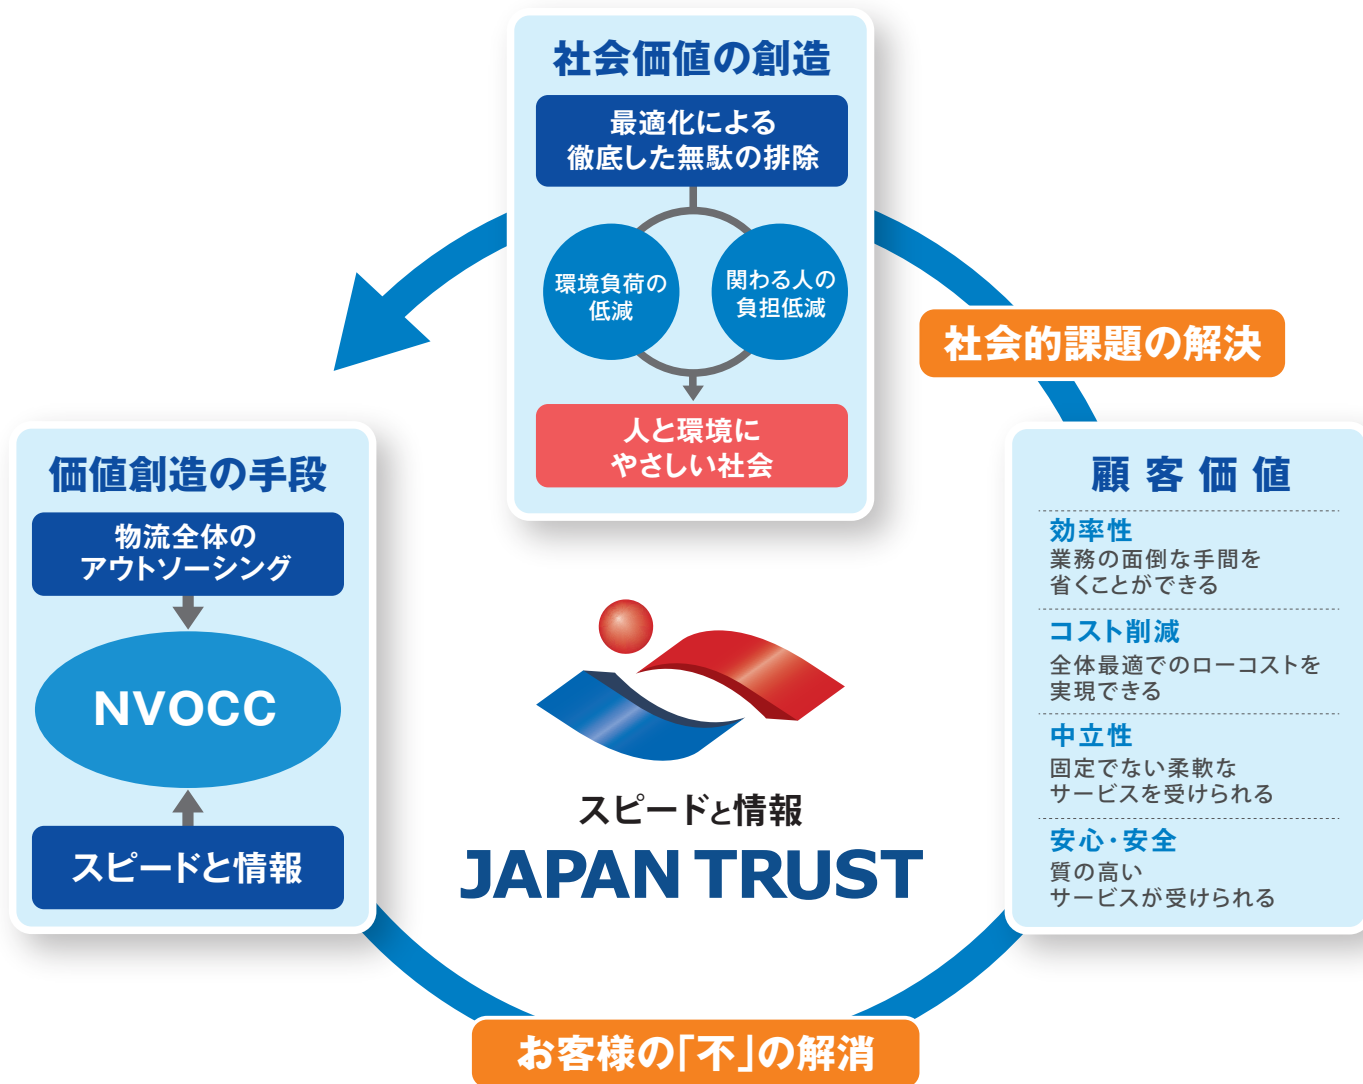 社会価値の創造
最適化による
徹底した無駄の排除
環境負荷の
低減
関わる人の
負担低減
人と環境に
やさしい社会
社会的課題の解決
価値創造の手段
物流全体の
アウトソーシング
NVOCC
スピードと情報
スピードと情報
JAPAN TRUST
顧客価値
効率性
業務の面倒な手間を
省くことができる
コスト削減
全体最適でのローコストを
実現できる
中立性
固定でない柔軟な
サービスを受けられる
安心・安全
質の高い
サービスが受けられる
お客様の「不」の解消